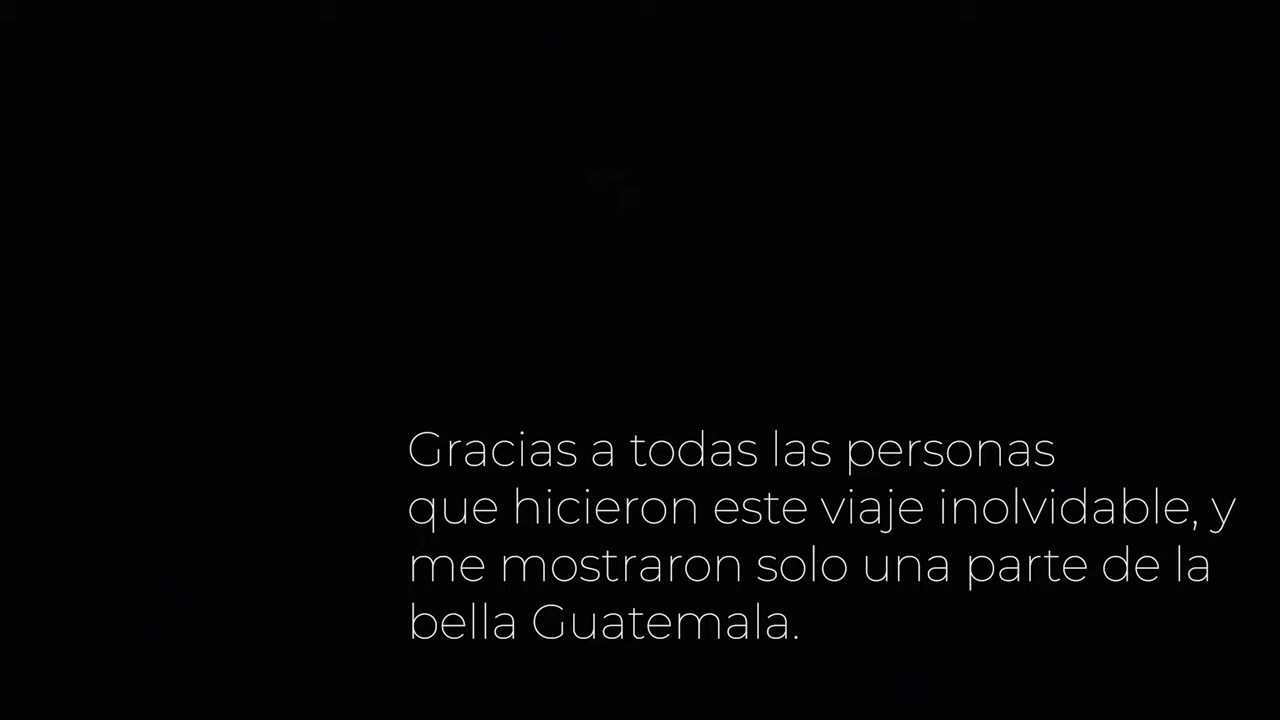 Gracias a todas las personas
que hicieron este viaje inolvidable, y
me mostraron solo una parte de la
bella Guatemala.